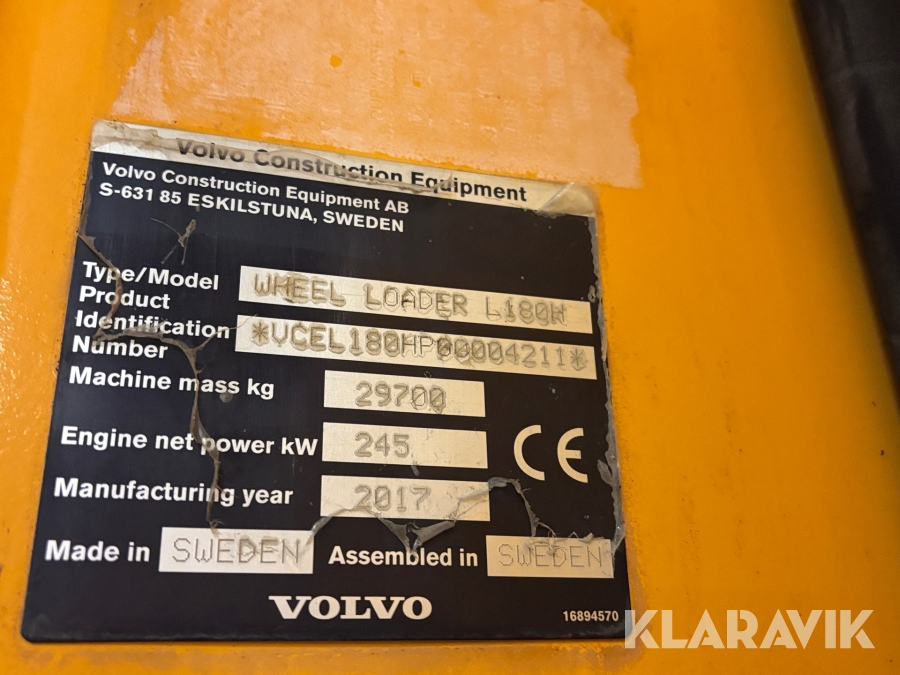 Volvo Construction Equipment
Volvo Construction Equipment AB
S-631 85 ESKILSTUNA, SWEDEN
Type/Model WHEEL LOADER L180H
Product
Identification
Number *VCEL180HP00004211*
Machine mass kg 29700
Engine net power kW 245
CE
Manufacturing year 2017
Made in SWEDEN Assembled in SWEDEN
VOLVO
16894570
KLARAVIK